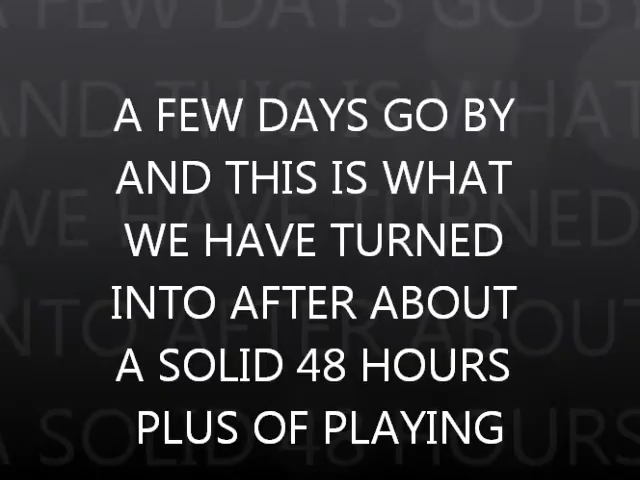 A FEW DAYS GO BY
AND THIS IS WHAT
WE HAVE TURNED
INTO AFTER ABOUT
A SOLID 48 HOURS
PLUS OF PLAYING